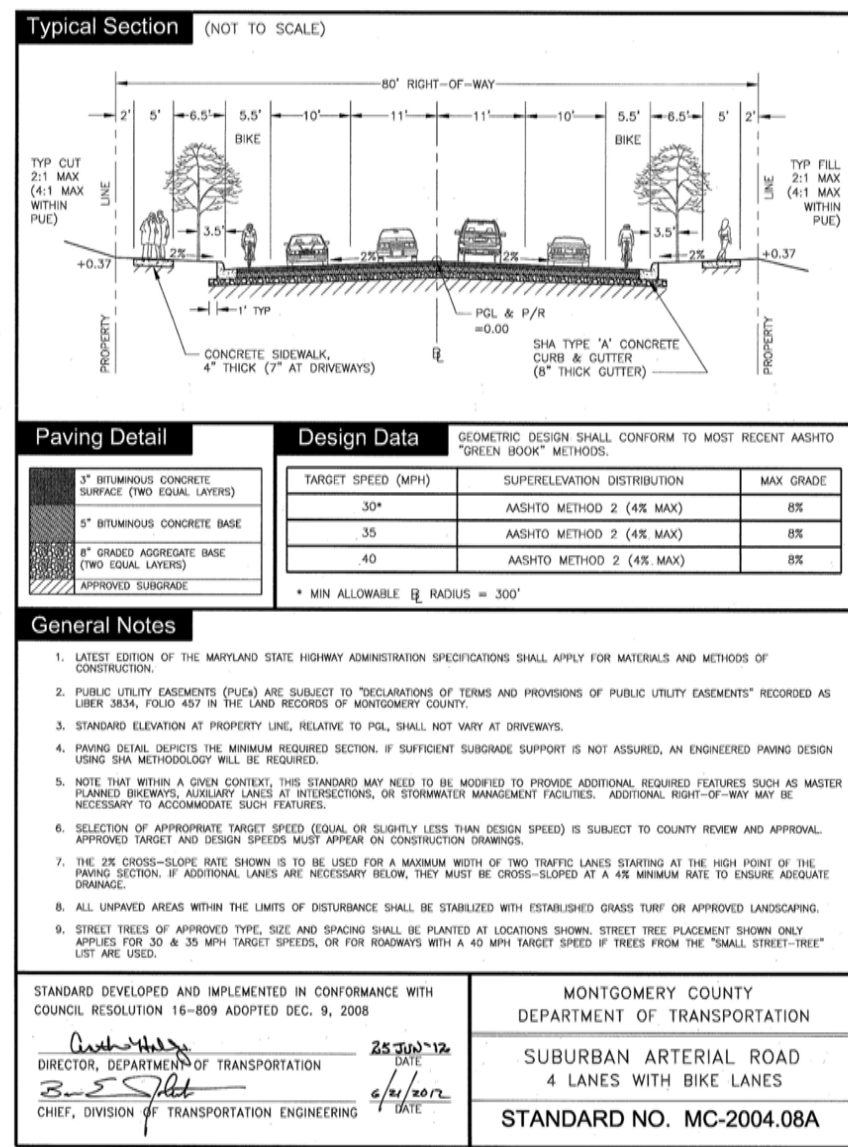 Typical Section (NOT TO SCALE)
80' RIGHT-OF-WAY
2' 5' 6.5' 5.5' 10' 11' 11' 10' 5.5' 6.5' 5' 2'
BIKE BIKE
TYP CUT
2:1 MAX
(4:1 MAX
WITHIN
PUE)
LINE
LINE
TYP FILL
2:1 MAX
(4:1 MAX
WITHIN
PUE)
3.5' 3.5'
2% 2% 2% 2%
+0.37 +0.37
1' TYP
PGL & P/R
=0.00
PROPERTY
PROPERTY
CONCRETE SIDEWALK,
4" THICK (7" AT DRIVEWAYS)
SHA TYPE 'A' CONCRETE
CURB & GUTTER
(8" THICK GUTTER)
Paving Detail
3" BITUMINOUS CONCRETE
SURFACE (TWO EQUAL LAYERS)
5" BITUMINOUS CONCRETE BASE
8" GRADED AGGREGATE BASE
(TWO EQUAL LAYERS)
APPROVED SUBGRADE
Design Data
GEOMETRIC DESIGN SHALL CONFORM TO MOST RECENT AASHTO
"GREEN BOOK" METHODS.
TARGET SPEED (MPH) SUPERELEVATION DISTRIBUTION MAX GRADE
30* AASHTO METHOD 2 (4% MAX) 8%
35 AASHTO METHOD 2 (4% MAX) 8%
40 AASHTO METHOD 2 (4% MAX) 8%
* MIN ALLOWABLE RADIUS = 300'
General Notes
1. LATEST EDITION OF THE MARYLAND STATE HIGHWAY ADMINISTRATION SPECIFICATIONS SHALL APPLY FOR MATERIALS AND METHODS OF
CONSTRUCTION.
2. PUBLIC UTILITY EASEMENTS (PUEs) ARE SUBJECT TO "DECLARATIONS OF TERMS AND PROVISIONS OF PUBLIC UTILITY EASEMENTS" RECORDED AS
LIBER 3834, FOLIO 457 IN THE LAND RECORDS OF MONTGOMERY COUNTY.
3. STANDARD ELEVATION AT PROPERTY LINE, RELATIVE TO PGL, SHALL NOT VARY AT DRIVEWAYS.
4. PAVING DETAIL DEPICTS THE MINIMUM REQUIRED SECTION. IF SUFFICIENT SUBGRADE SUPPORT IS NOT ASSURED, AN ENGINEERED PAVING DESIGN
USING SHA METHODOLOGY WILL BE REQUIRED.
5. NOTE THAT WITHIN A GIVEN CONTEXT, THIS STANDARD MAY NEED TO BE MODIFIED TO PROVIDE ADDITIONAL REQUIRED FEATURES SUCH AS MASTER
PLANNED BIKEWAYS, AUXILIARY LANES AT INTERSECTIONS, OR STORMWATER MANAGEMENT FACILITIES. ADDITIONAL RIGHT-OF-WAY MAY BE
NECESSARY TO ACCOMMODATE SUCH FEATURES.
6. SELECTION OF APPROPRIATE TARGET SPEED (EQUAL OR SLIGHTLY LESS THAN DESIGN SPEED) IS SUBJECT TO COUNTY REVIEW AND APPROVAL.
APPROVED TARGET AND DESIGN SPEEDS MUST APPEAR ON CONSTRUCTION DRAWINGS.
7. THE 2% CROSS-SLOPE RATE SHOWN IS TO BE USED FOR A MAXIMUM WIDTH OF TWO TRAFFIC LANES STARTING AT THE HIGH POINT OF THE
PAVING SECTION. IF ADDITIONAL LANES ARE NECESSARY BELOW, THEY MUST BE CROSS-SLOPED AT A 4% MINIMUM RATE TO ENSURE ADEQUATE
DRAINAGE.
8. ALL UNPAVED AREAS WITHIN THE LIMITS OF DISTURBANCE SHALL BE STABILIZED WITH ESTABLISHED GRASS TURF OR APPROVED LANDSCAPING.
9. STREET TREES OF APPROVED TYPE, SIZE AND SPACING SHALL BE PLANTED AT LOCATIONS SHOWN. STREET TREE PLACEMENT SHOWN ONLY
APPLIES FOR 30 & 35 MPH TARGET SPEEDS, OR FOR ROADWAYS WITH A 40 MPH TARGET SPEED IF TREES FROM THE "SMALL STREET-TREE"
LIST ARE USED.
STANDARD DEVELOPED AND IMPLEMENTED IN CONFORMANCE WITH
COUNCIL RESOLUTION 16-809 ADOPTED DEC. 9, 2008
25 JUN-12
DIRECTOR, DEPARTMENT OF TRANSPORTATION DATE
6/21/2012
CHIEF, DIVISION OF TRANSPORTATION ENGINEERING DATE
MONTGOMERY COUNTY
DEPARTMENT OF TRANSPORTATION
SUBURBAN ARTERIAL ROAD
4 LANES WITH BIKE LANES
STANDARD NO. MC-2004.08A